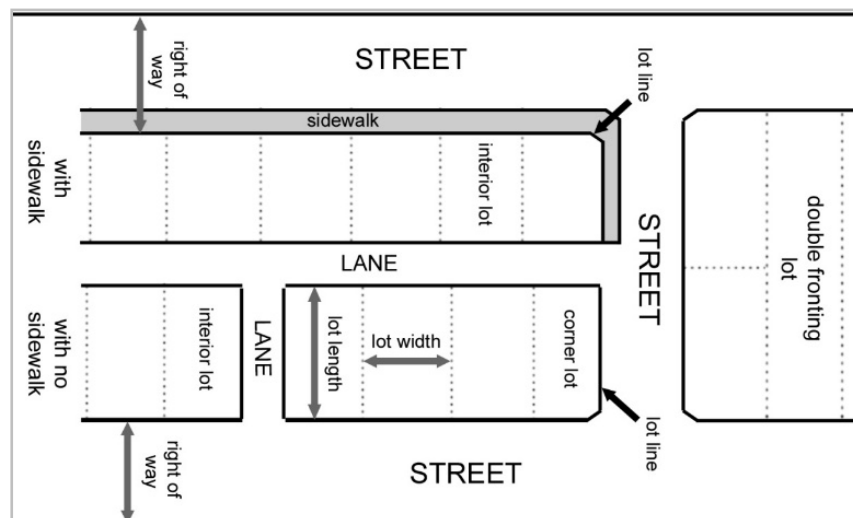 right of
way
STREET
lot line
sidewalk
with
sidewalk
interior lot
STREET
double fronting
lot
LANE
with no
sidewalk
interior lot
LANE
lot length
lot width
corner lot
lot line
right of
way
STREET